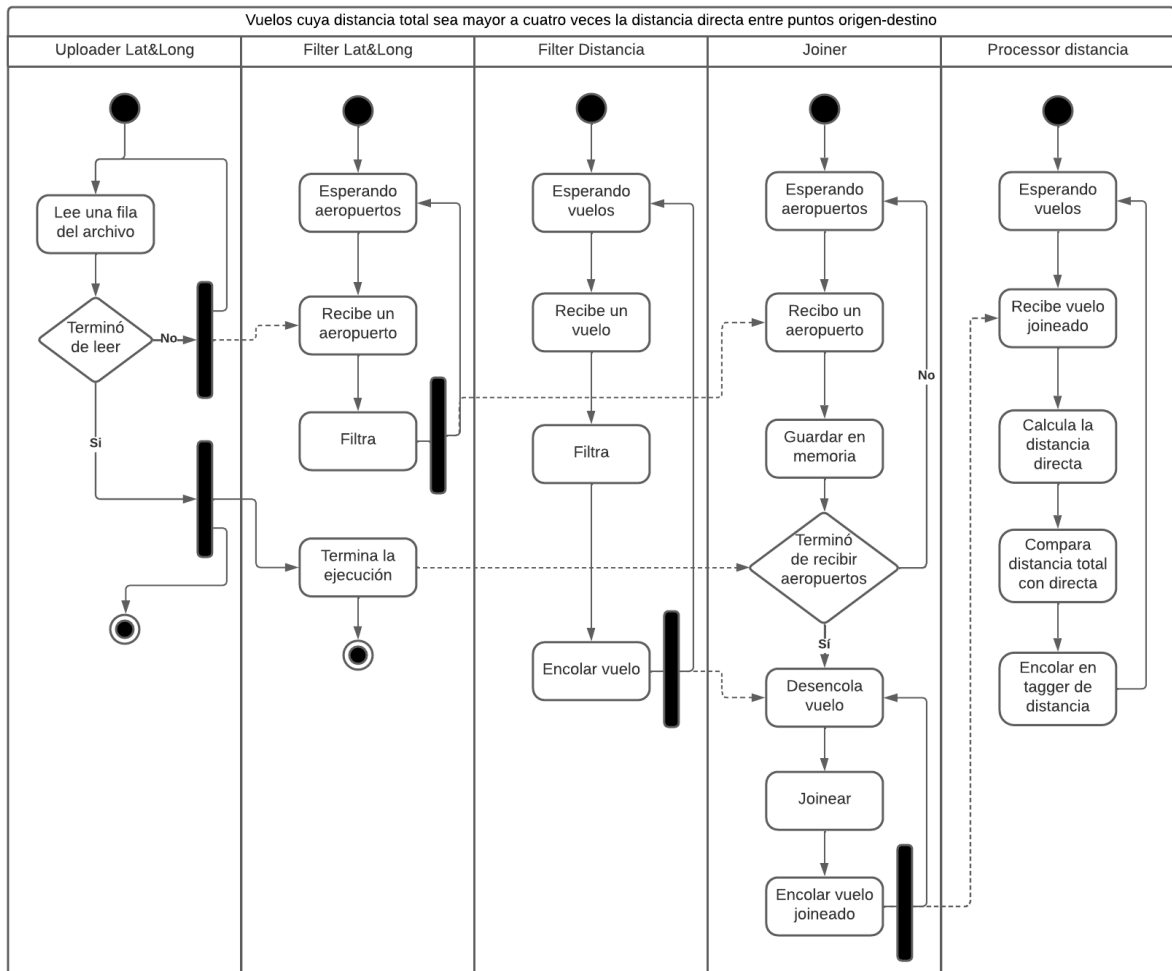 Vuelos cuya distancia total sea mayor a cuatro veces la distancia directa entre puntos origen-destino
Uploader Lat&Long
Filter Lat&Long
Filter Distancia
Joiner
Processor distancia
Lee una fila
del archivo
Terminó
de leer
No
Si
Esperando
aeropuertos
Recibe un
aeropuerto
Filtra
Termina la
ejecución
Esperando
vuelos
Recibe un
vuelo
Filtra
Encolar vuelo
Esperando
aeropuertos
Recibo un
aeropuerto
Guardar en
memoria
Terminó
de recibir
aeropuertos
No
Sí
Desencola
vuelo
Joinear
Encolar vuelo
joineado
Esperando
vuelos
Recibe vuelo
joineado
Calcula la
distancia
directa
Compara
distancia total
con directa
Encolar en
tagger de
distancia